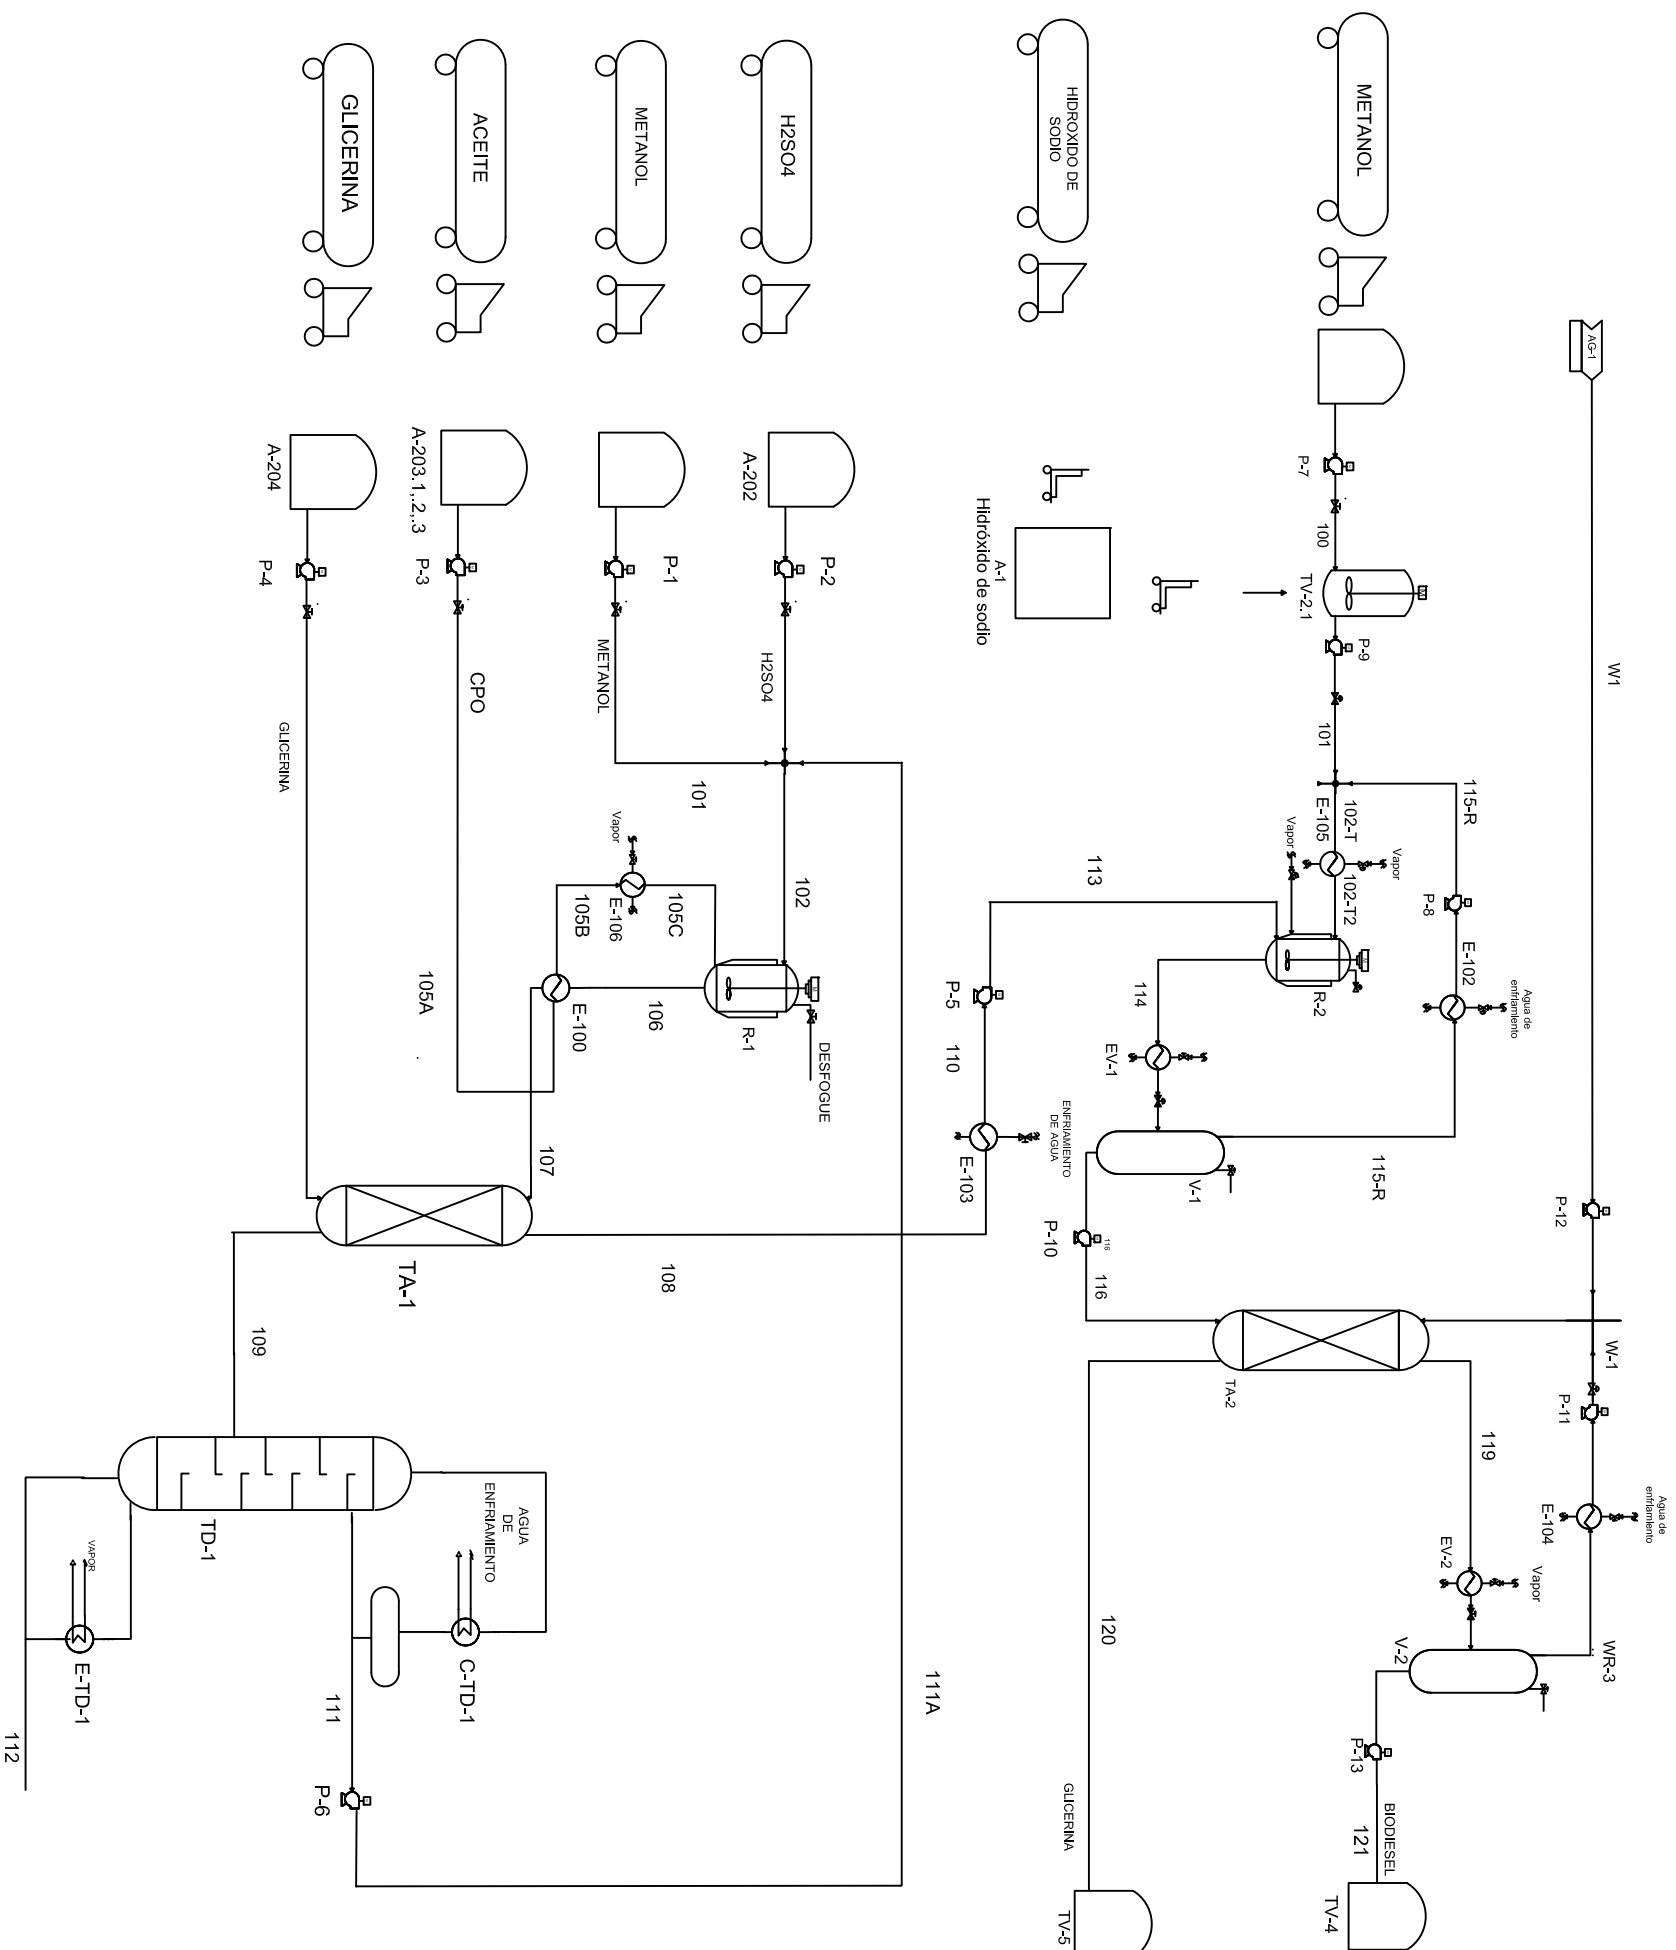 AG-1
W1
P-12
W-1
P-11
E-104
Agua de
enfriamiento
WR-3
METANOL
P-7
100
TV-2.1
M
P-9
101
115-R
102-T
E-105
Vapor
102-T2
Vapor
P-8
E-102
Agua de
enfriamiento
M
R-2
115-R
119
EV-2
Vapor
V-2
P-13
BIODIESEL
121
TV-4
HIDROXIDO DE
SODIO
A-1
Hidróxido de sodio
113
114
EV-1
V-1
P-10
116
116
TA-2
120
GLICERINA
TV-5
P-5
110
ENFRIAMIENTO
DE AGUA
E-103
H2SO4
A-202
P-2
H2SO4
102
M
R-1
DESFOGUE
111A
METANOL
P-1
METANOL
101
Vapor
E-106
105C
105B
106
E-100
108
ACEITE
A-203.1,.2,.3
P-3
CPO
105A
107
GLICERINA
A-204
P-4
GLICERINA
TA-1
109
TD-1
AGUA
DE
ENFRIAMIENTO
C-TD-1
VAPOR
E-TD-1
111
P-6
112